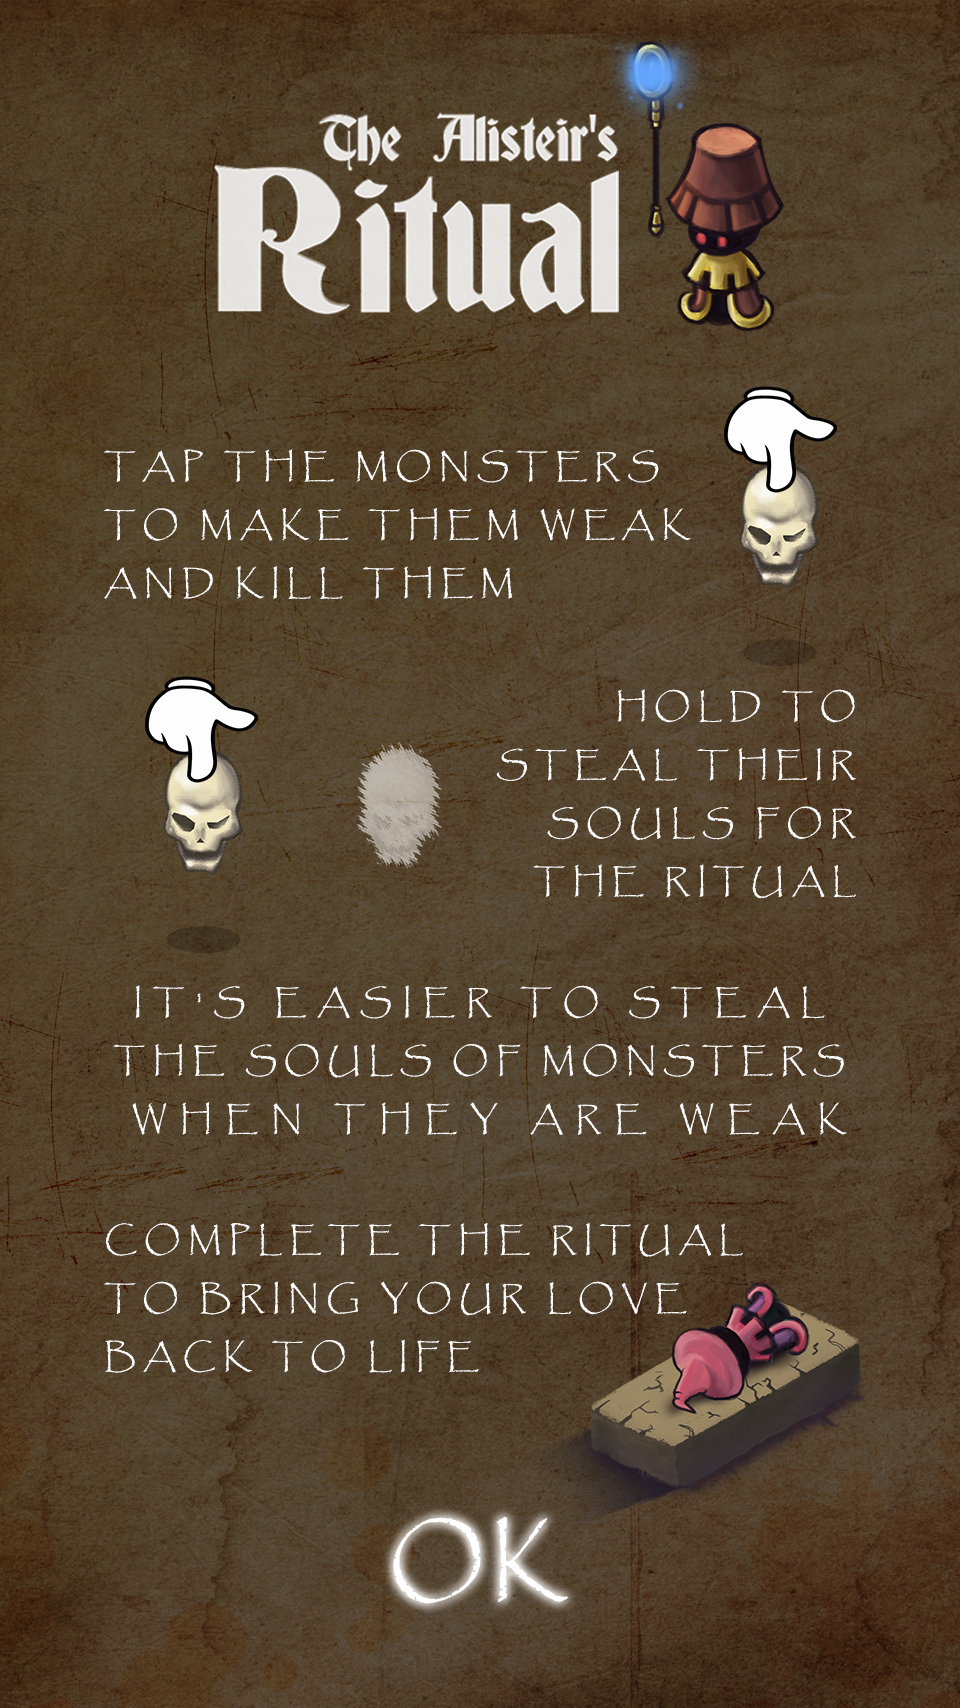 The Alisteir's
Ritual
TAP THE MONSTERS
TO MAKE THEM WEAK
AND KILL THEM
HOLD TO
STEAL THEIR
SOULS FOR
THE RITUAL
IT'S EASIER TO STEAL
THE SOULS OF MONSTERS
WHEN THEY ARE WEAK
COMPLETE THE RITUAL
TO BRING YOUR LOVE
BACK TO LIFE
OK